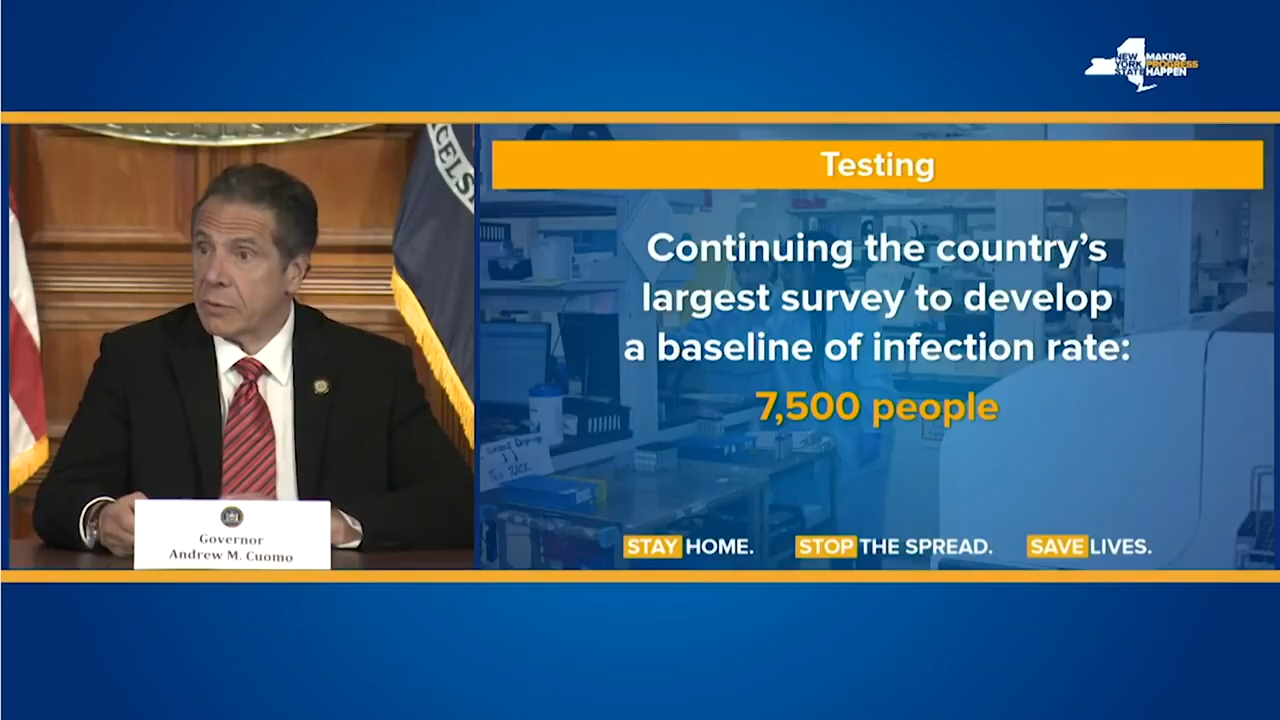 NEW
YORK
STATE
MAKING
PROGRESS
HAPPEN
CELS
Testing
Continuing the country's
largest survey to develop
a baseline of infection rate:
7,500 people
STAY HOME. STOP THE SPREAD. SAVE LIVES.
Governor
Andrew M. Cuomo